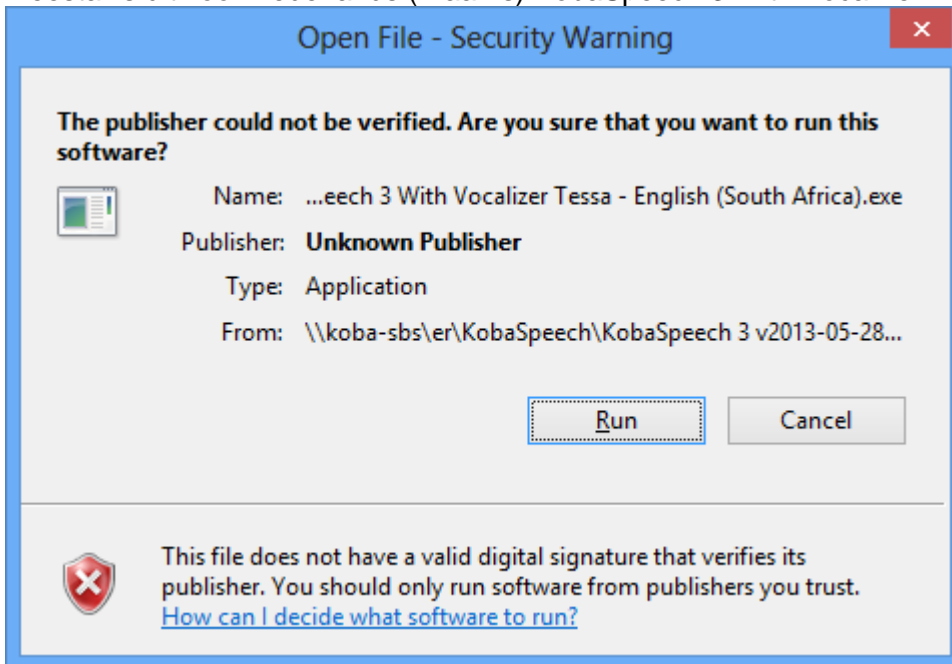 Open File - Security Warning
The publisher could not be verified. Are you sure that you want to run this
software?
Name: ...eech 3 With Vocalizer Tessa - English (South Africa).exe
Publisher: Unknown Publisher
Type: Application
From: \\koba-sbs\er\KobaSpeech\KobaSpeech 3 v2013-05-28...
Run Cancel
This file does not have a valid digital signature that verifies its
publisher. You should only run software from publishers you trust.
How can I decide what software to run?